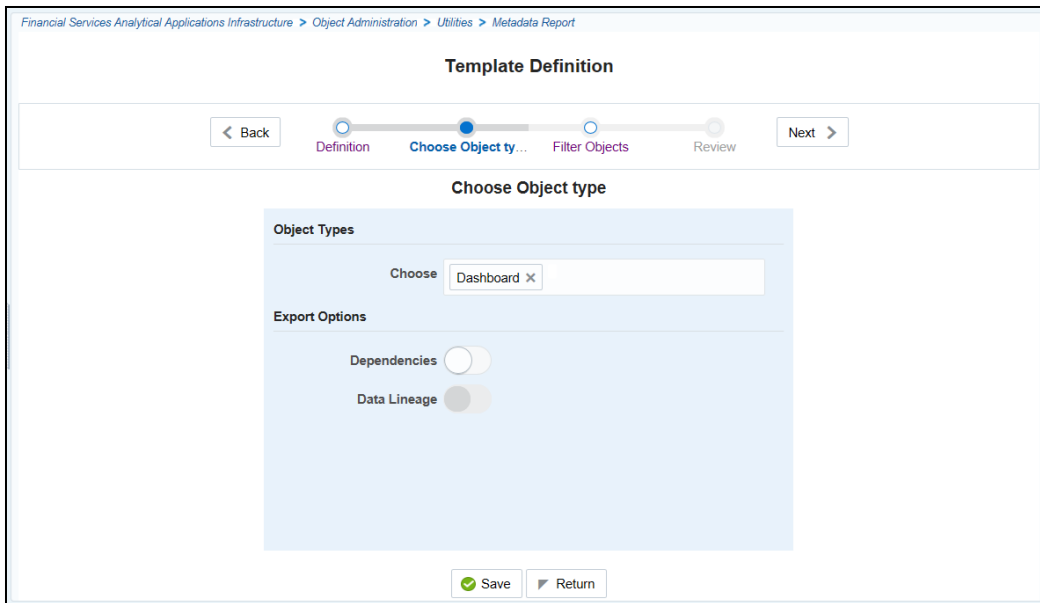 Financial Services Analytical Applications Infrastructure > Object Administration > Utilities > Metadata Report
Template Definition
Back
Definition
Choose Object ty...
Filter Objects
Review
Next
Choose Object type
Object Types
Choose
Dashboard
Export Options
Dependencies
Data Lineage
Save
Return